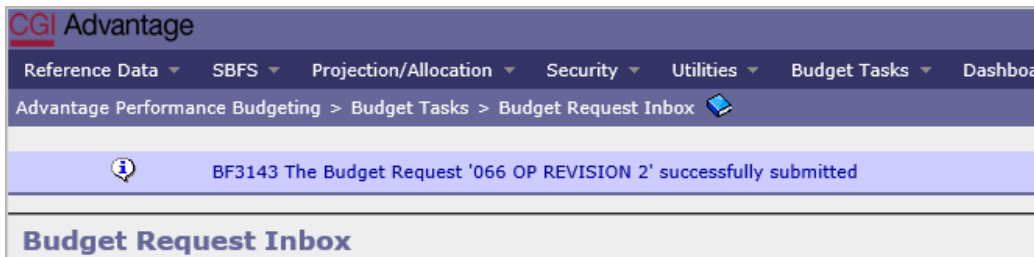 CGI Advantage
Reference Data SBFS Projection/Allocation Security Utilities Budget Tasks
Advantage Performance Budgeting > Budget Tasks > Budget Request Inbox
BF3143 The Budget Request '066 OP REVISION 2' successfully submitted
Budget Request Inbox